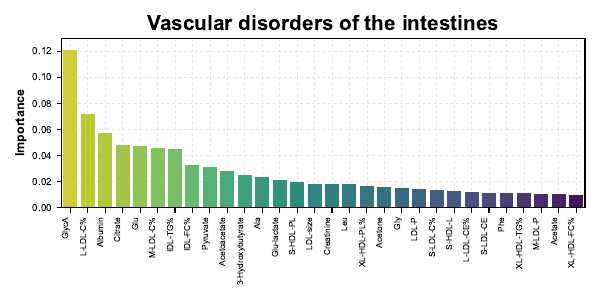 Vascular disorders of the intestines
Importance
0.12
0.10
0.08
0.06
0.04
0.02
0.00
GlycA
L-LDL-C%
Albumin
Citrate
Glu
M-LDL-C%
IDL-TG%
IDL-FC%
Pyruvate
Acetoacetate
3-Hydroxybutyrate
Ala
Glu-lactate
S-HDL-PL
LDL-size
Creatinine
Leu
XL-HDL-PL%
Acetone
Gly
LDL-P
S-LDL-C%
S-HDL-L
L-LDL-CE%
S-LDL-CE
Phe
XL-HDL-TG%
M-LDL-P
Acetate
XL-HDL-FC%